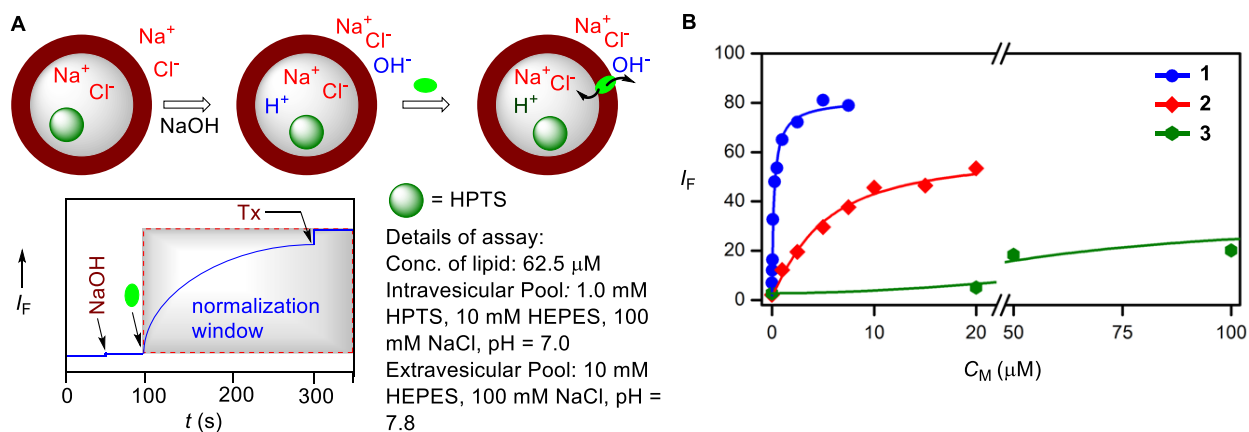 A
Na⁺
Cl⁻
Na⁺
Cl⁻
NaOH
Na⁺
Cl⁻
OH⁻
Na⁺
Cl⁻
H⁺
Na⁺
Cl⁻
OH⁻
Na⁺
Cl⁻
H⁺
I_F
NaOH
Tx
normalization
window
0
100
200
300
t (s)
= HPTS
Details of assay:
Conc. of lipid: 62.5 μM
Intravesicular Pool: 1.0 mM
HPTS, 10 mM HEPES, 100
mM NaCl, pH = 7.0
Extravesicular Pool: 10 mM
HEPES, 100 mM NaCl, pH =
7.8
B
I_F
100
80
60
40
20
0
1
2
3
0
10
20
50
75
100
C_M (μM)